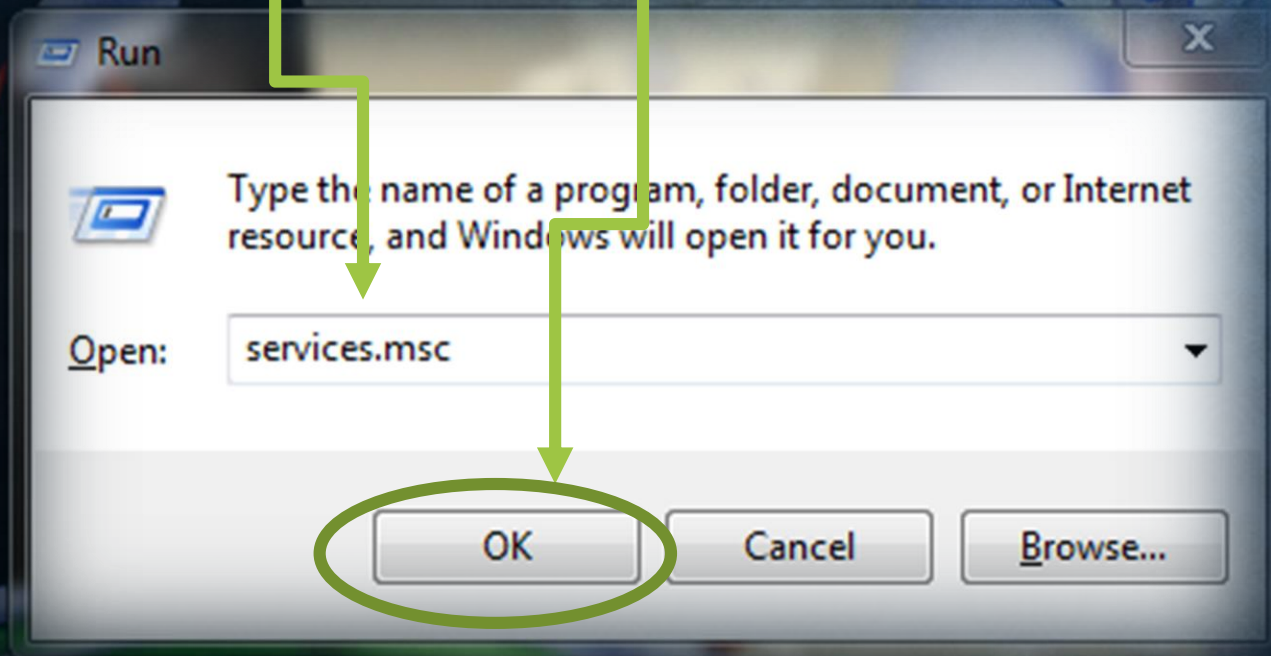 Run
Type the name of a program, folder, document, or Internet
resource, and Windows will open it for you.
Open: services.msc
OK Cancel Browse...